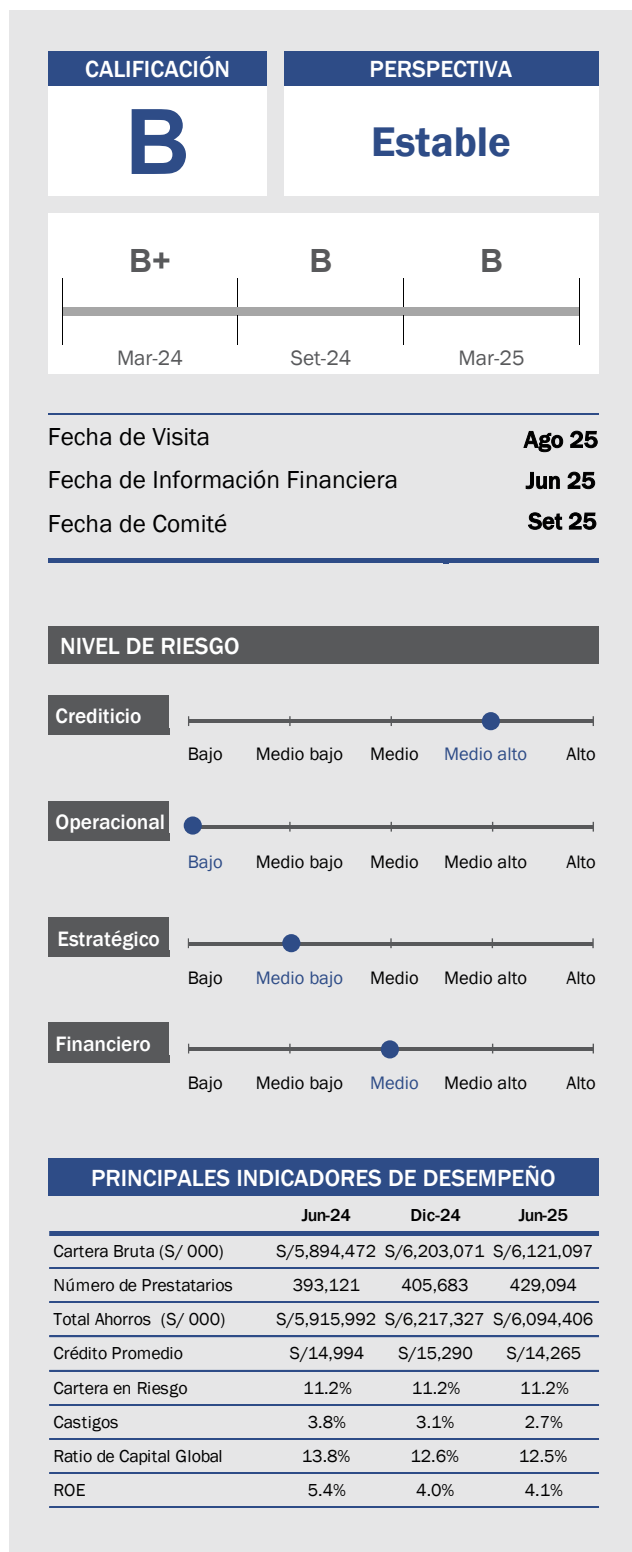 CALIFICACIÓN PERSPECTIVA
B Estable
B+ B B
Mar-24 Set-24 Mar-25
Fecha de Visita Ago 25
Fecha de Información Financiera Jun 25
Fecha de Comité Set 25
NIVEL DE RIESGO
Crediticio
Bajo Medio bajo Medio Medio alto Alto
Operacional
Bajo Medio bajo Medio Medio alto Alto
Estratégico
Bajo Medio bajo Medio Medio alto Alto
Financiero
Bajo Medio bajo Medio Medio alto Alto
PRINCIPALES INDICADORES DE DESEMPEÑO
Jun-24 Dic-24 Jun-25
Cartera Bruta (S/ 000) S/5,894,472 S/6,203,071 S/6,121,097
Número de Prestatarios 393,121 405,683 429,094
Total Ahorros (S/ 000) S/5,915,992 S/6,217,327 S/6,094,406
Crédito Promedio S/14,994 S/15,290 S/14,265
Cartera en Riesgo 11.2% 11.2% 11.2%
Castigos 3.8% 3.1% 2.7%
Ratio de Capital Global 13.8% 12.6% 12.5%
ROE 5.4% 4.0% 4.1%